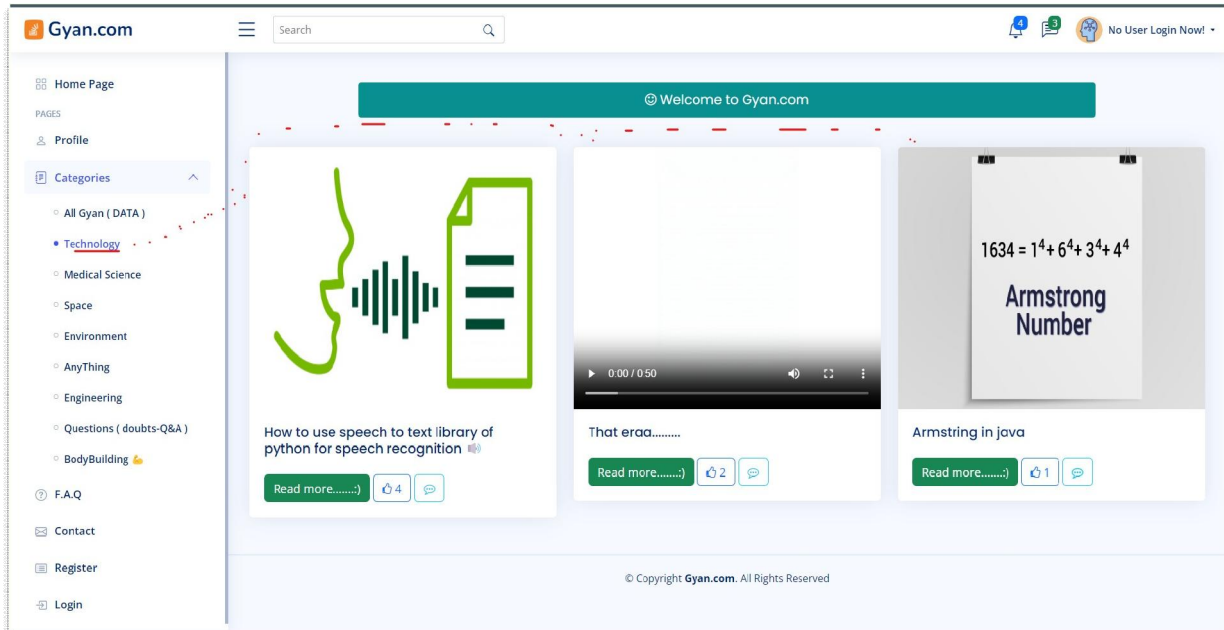 Gyan.com
Search
4
3
No User Login Now!
Home Page
PAGES
Profile
Categories
All Gyan ( DATA )
Technology
Medical Science
Space
Environment
AnyThing
Engineering
Questions ( doubts-Q&A )
BodyBuilding 💪
F.A.Q
Contact
Register
Login
☺ Welcome to Gyan.com
How to use speech to text library of
python for speech recognition 🔊
Read more.......:)
4
0:00 / 0:50
That eraa.........
Read more.......:)
2
1634 = 1⁴+ 6⁴+ 3⁴+ 4⁴
Armstrong
Number
Armstring in java
Read more.......:)
1
© Copyright Gyan.com. All Rights Reserved